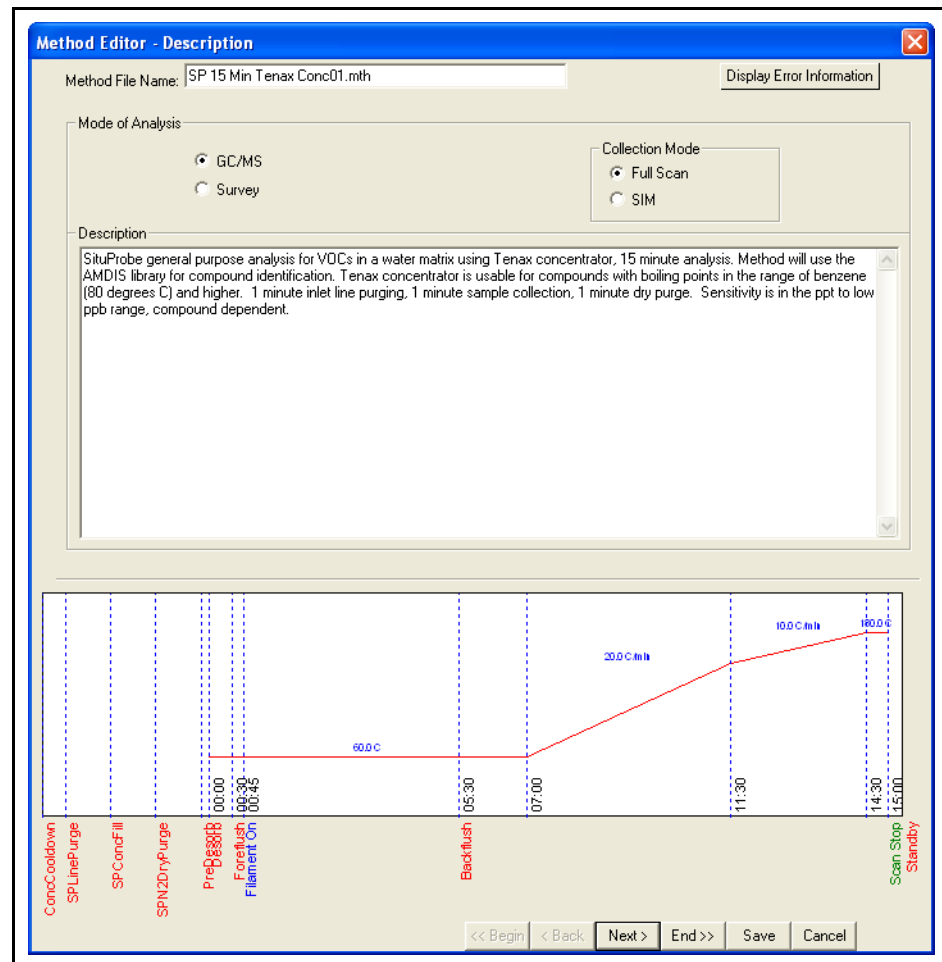 Method Editor - Description
Method File Name: SP 15 Min Tenax Conc01.mth
Display Error Information
Mode of Analysis
GC/MS
Survey
Collection Mode
Full Scan
SIM
Description
SituProbe general purpose analysis for VOCs in a water matrix using Tenax concentrator, 15 minute analysis. Method will use the
AMDIS library for compound identification. Tenax concentrator is usable for compounds with boiling points in the range of benzene
(80 degrees C) and higher.  1 minute inlet line purging, 1 minute sample collection, 1 minute dry purge.  Sensitivity is in the ppt to low
ppb range, compound dependent.
60.0 C
20.0 C/min
10.0 C/min
180.0 C
00:00
00:30
00:45
05:30
07:00
11:30
14:30
15:00
ConcCooldown
SPLinePurge
SPConcFill
SPN2DryPurge
PreDesorb
Desorb
Foreflush
Filament On
Backflush
Scan Stop
Standby
<< Begin
< Back
Next >
End >>
Save
Cancel